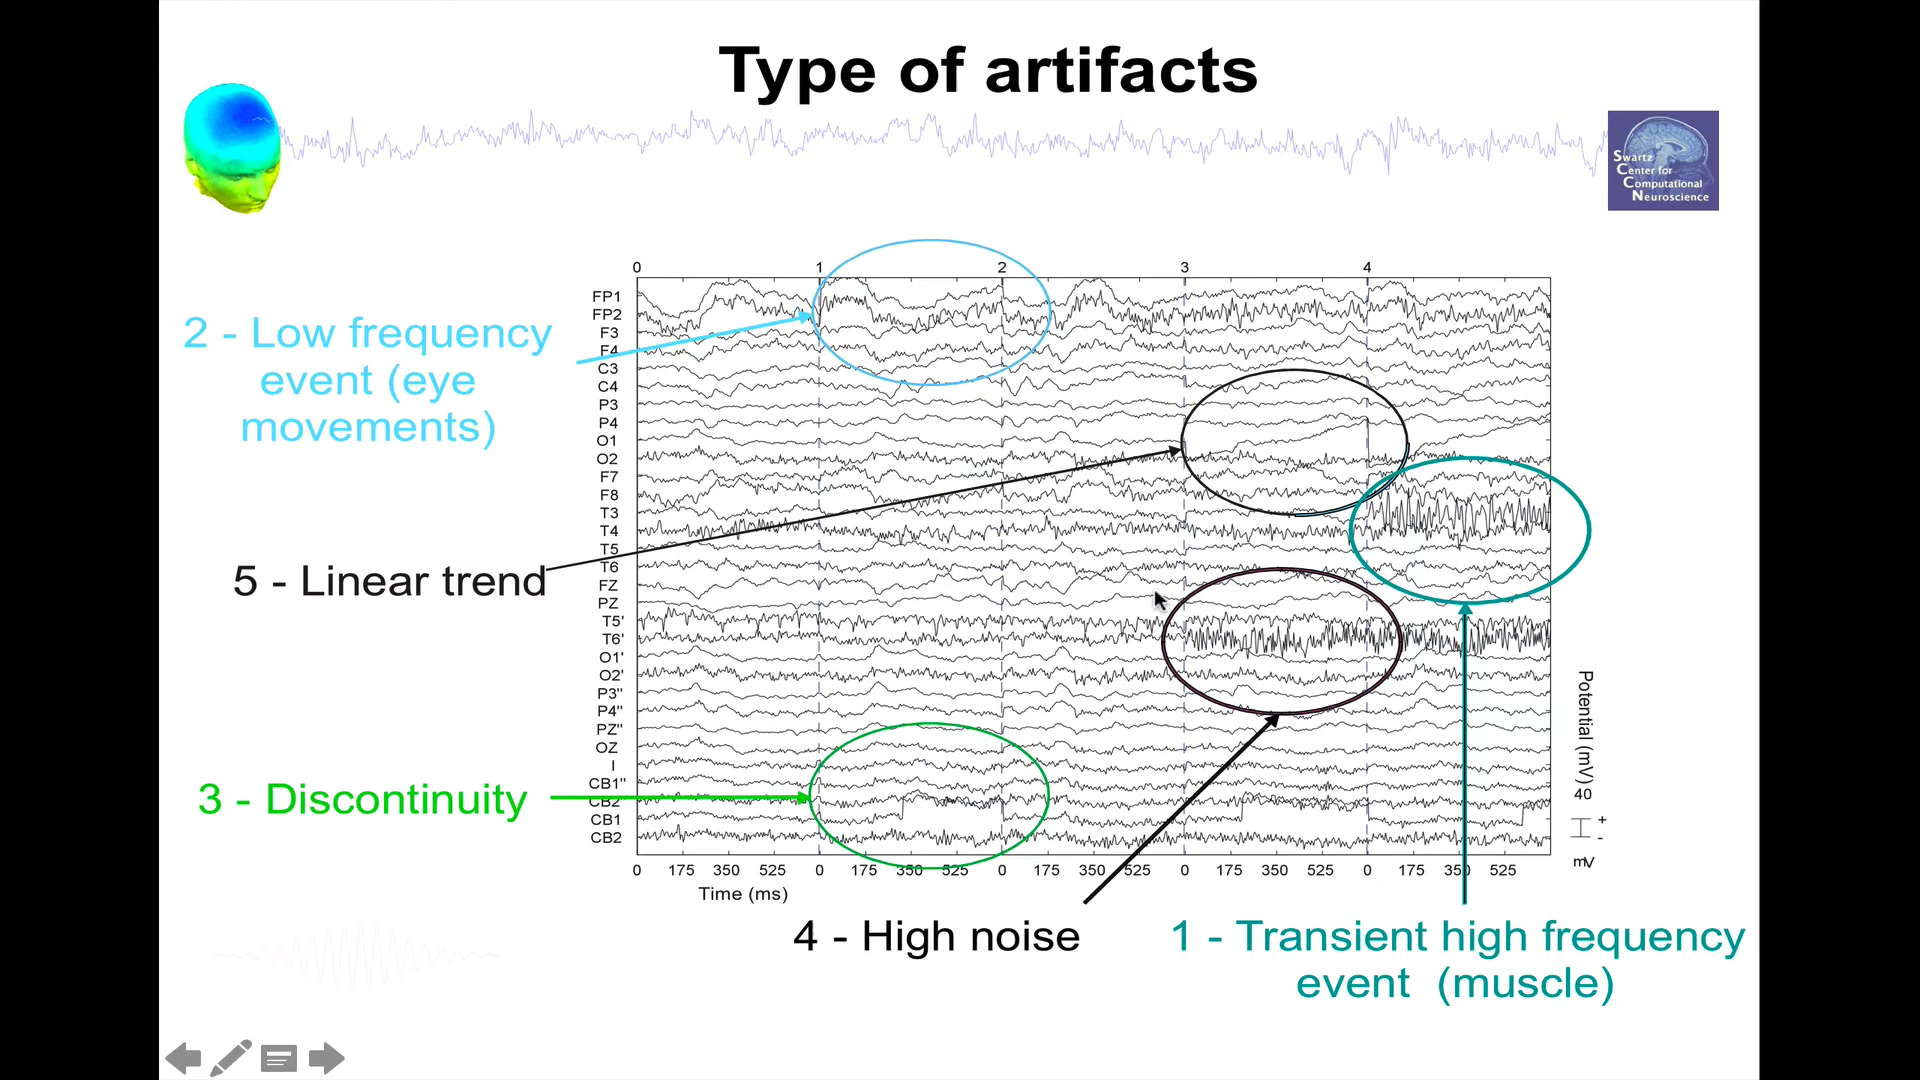 Type of artifacts
Swartz
Center for
Computational
Neuroscience
0 1 2 3 4
2 - Low frequency
event (eye
movements)
5 - Linear trend
3 - Discontinuity
FP1
FP2
F3
F4
C3
C4
P3
P4
O1
O2
F7
F8
T3
T4
T5
T6
FZ
PZ
T5'
T6'
O1'
O2'
P3"
P4"
PZ"
OZ
I
CB1"
CB2"
CB1
CB2
Potential (mV)
40
+
-
mV
0 175 350 525 0 175 350 525 0 175 350 525 0 175 350 525 0 175 350 525
Time (ms)
4 - High noise
1 - Transient high frequency
event (muscle)